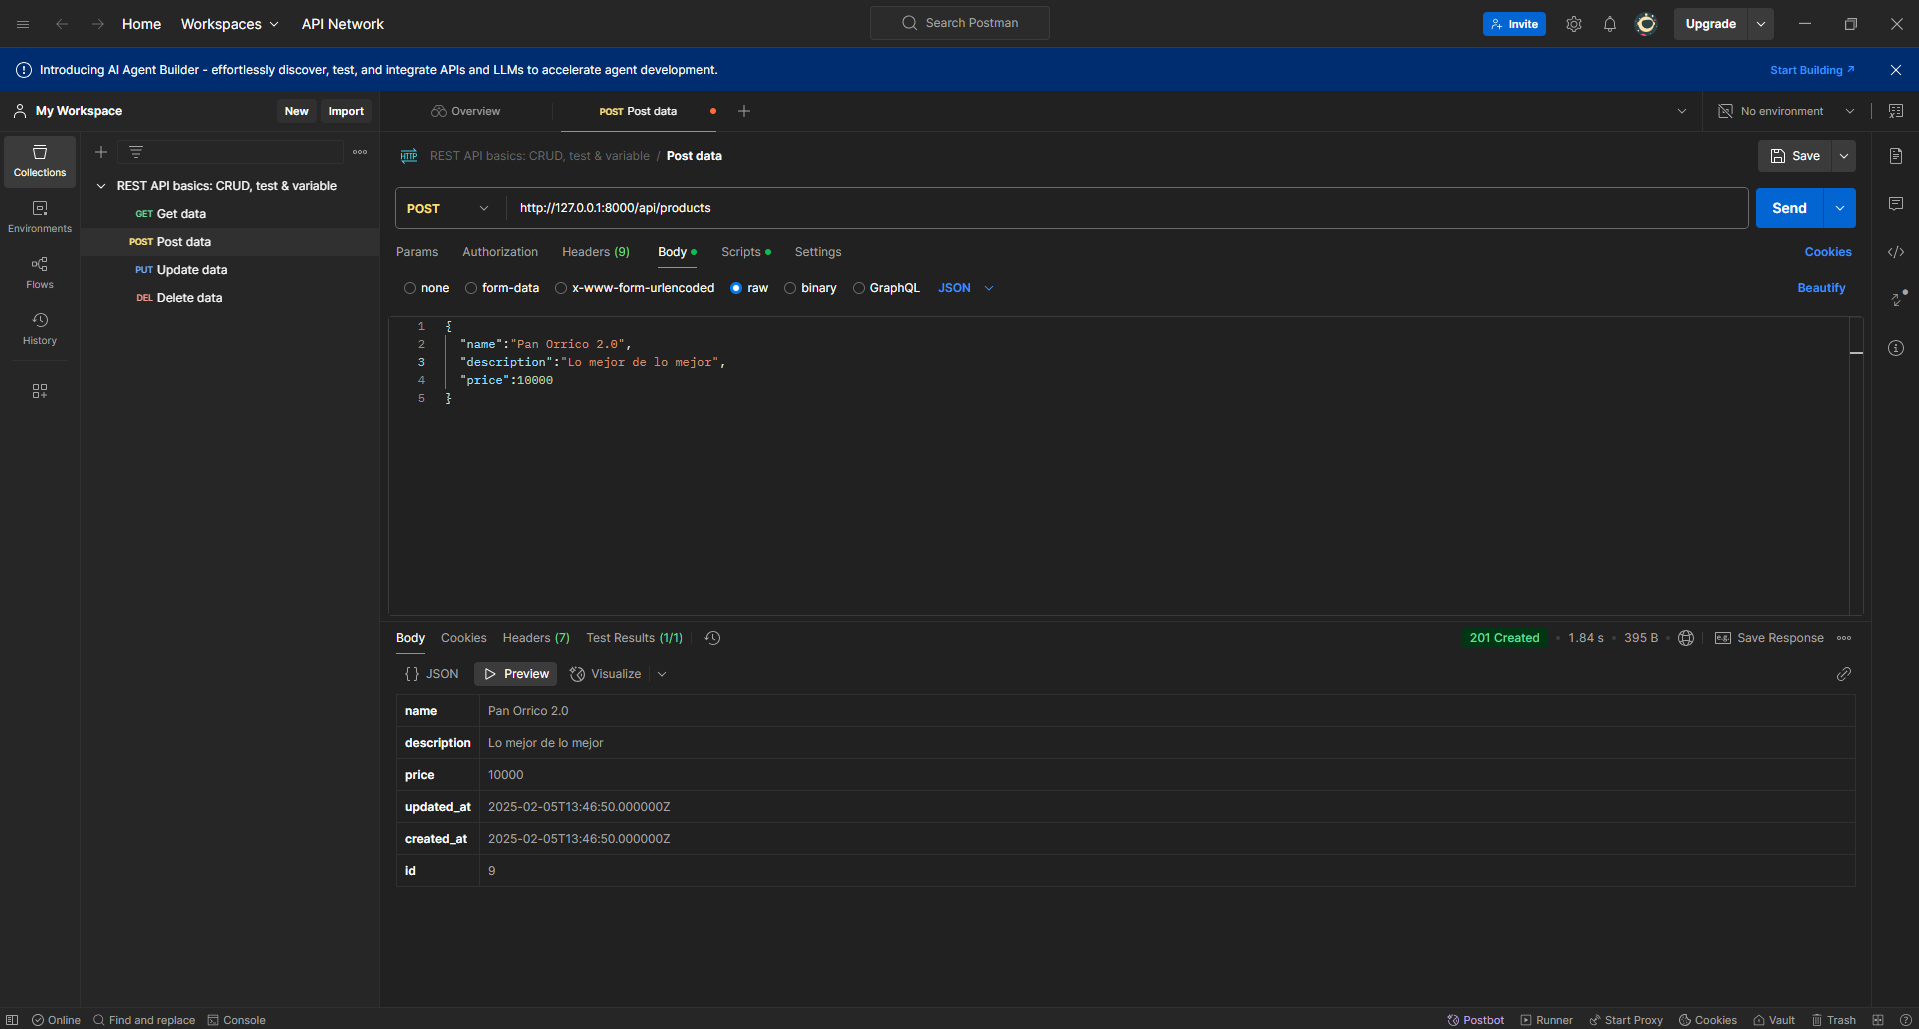 Home Workspaces API Network Search Postman Invite Upgrade
Introducing AI Agent Builder - effortlessly discover, test, and integrate APIs and LLMs to accelerate agent development. Start Building
My Workspace New Import Overview POST Post data No environment
Collections
Environments
Flows
History
REST API basics: CRUD, test & variable
GET Get data
POST Post data
PUT Update data
DEL Delete data
HTTP REST API basics: CRUD, test & variable / Post data Save
POST http://127.0.0.1:8000/api/products Send
Params Authorization Headers (9) Body Scripts Settings Cookies
none form-data x-www-form-urlencoded raw binary GraphQL JSON Beautify
1 {
2 "name":"Pan Orrico 2.0",
3 "description":"Lo mejor de lo mejor",
4 "price":10000
5 }
Body Cookies Headers (7) Test Results (1/1) 201 Created • 1.84 s • 395 B e.g. Save Response
{} JSON Preview Visualize
name Pan Orrico 2.0
description Lo mejor de lo mejor
price 10000
updated_at 2025-02-05T13:46:50.000000Z
created_at 2025-02-05T13:46:50.000000Z
id 9
Online Find and replace Console Postbot Runner Start Proxy Cookies Vault Trash